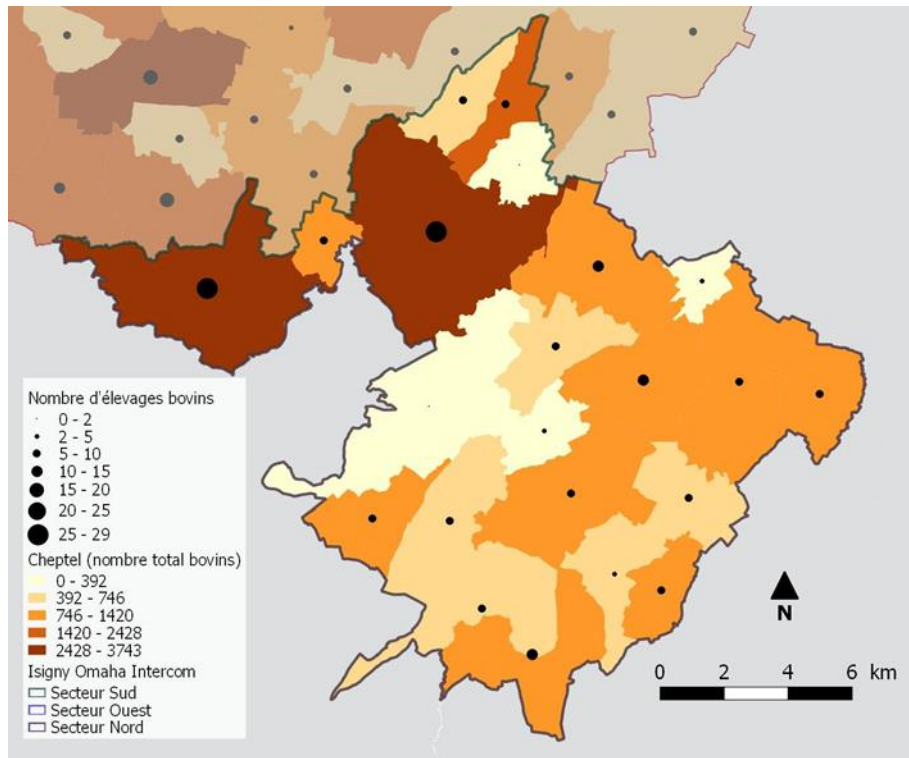 Nombre d'élevages bovins
0 - 2
2 - 5
5 - 10
10 - 15
15 - 20
20 - 25
25 - 29
Cheptel (nombre total bovins)
0 - 392
392 - 746
746 - 1420
1420 - 2428
2428 - 3743
Isigny Omaha Intercom
Secteur Sud
Secteur Ouest
Secteur Nord
N
0 2 4 6 km